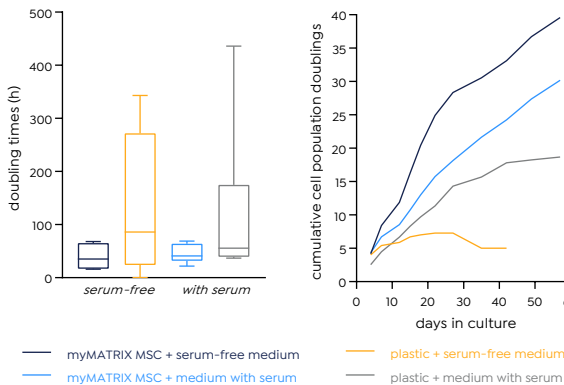 500
400
300
200
100
0
doubling times (h)
serum-free
with serum
40
35
30
25
20
15
10
5
0
cumulative cell population doublings
0
10
20
30
40
50
days in culture
myMATRIX MSC + serum-free medium
myMATRIX MSC + medium with serum
plastic + serum-free medium
plastic + medium with serum